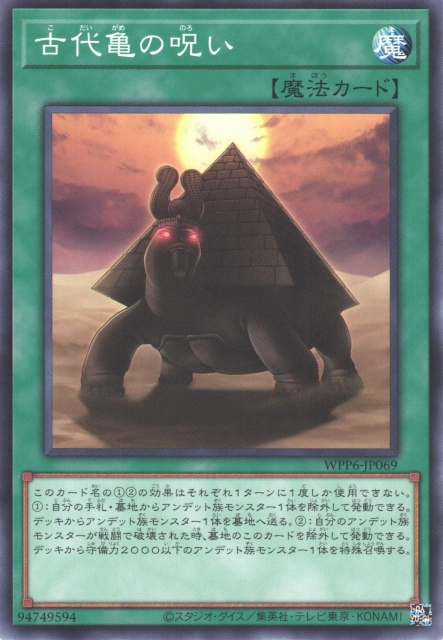 古代亀の呪い
魔
【魔法カード】
WPP6-JP069
このカード名の①②の効果はそれぞれ1ターンに1度しか使用できない。
①:自分の手札・墓地からアンデット族モンスター1体を除外して発動できる。
デッキからアンデット族モンスター1体を墓地へ送る。②:自分のアンデット族
モンスターが戦闘で破壊された時、墓地のこのカードを除外して発動できる。
デッキから守備力2000以下のアンデット族モンスター1体を特殊召喚する。
94749594
©スタジオ・ダイス/集英社・テレビ東京・KONAMI